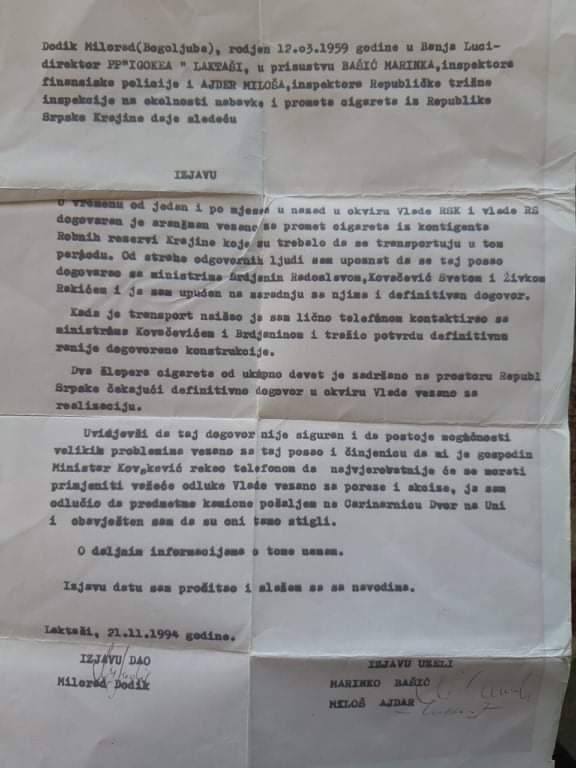 Dodik Milorad(Bogoljuba), rodjen 12.03.1959 godine u Banja Luci-
direktor PP"IGOKEA " LAKTAŠI, u prisustvu BAŠIĆ MARINKA,inspektora
finansiske policije i AJDER MILOŠA,inspektora Republičke tržne
inspekcije na okolnosti nabavke i prometa cigareta iz Republike
Srpske Krajine daje sledeću
IZJAVU
O vremenu od jedan i po mjesec u nazad u okviru Vlade RSK i vlade RS
dogovoren je aranžman vezano za promet cigareta iz kontigenta
Robnih reservi Krajine koje su trebalo da se transportuju u tom
periodu. Od strane odgovornih ljudi sam upoznat da se taj posao
dogovarao sa ministrima Brdjanin Radoslavom,Kovačević Svetom i Živkom
Rakićem i ja sam upućen na saradnju sa njima i definitivan dogovor.
Kada je transport naišao ja sam lično telefonom kontaktirao sa
ministrima Kovačevićem i Brdjaninom i tražio potvrdu definitivne
ranije dogovorene konstrukcije.
Dva šlepera cigareta od ukupno devet je zadržano na prostoru Republ
Srpske čekajući definitivno dogovor u okviru Vlade vezano za
realizaciju.
Uvidjevši da taj dogovor nije siguran i da postoje mogućnosti
velikih problemima vezano za taj posao i činjenicu da mi je gospodin
Ministar rekao telefonom da najvjerovatnije će se morati
primjeniti važeće odluke Vlade vezano za poreze i akcize, ja sam
odlučio da predmetne kamione pošaljem na Carinarnicu Dvor na Uni
i obavješten sam da su oni tamo stigli.
O daljnim informacijama o tome nemam.
Izjavu datu sam pročitao i slažem se sa navodima.
Laktaši, 21.11.1994 godine.
IZJAVU DAO
Milorad Dodik
IZJAVU UZELI
MARINKO BAŠIĆ
MILOŠ AJDAR